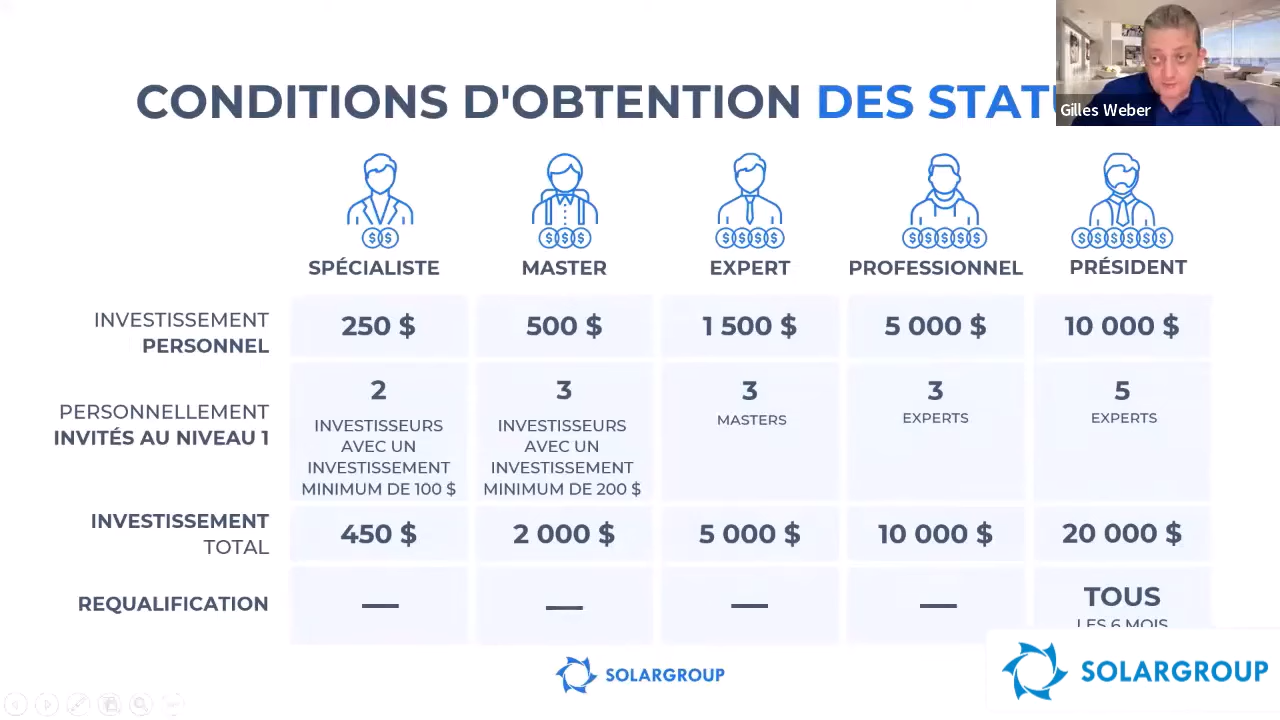 CONDITIONS D'OBTENTION DES STATU
Gilles Weber
SPÉCIALISTE MASTER EXPERT PROFESSIONNEL PRÉSIDENT
INVESTISSEMENT
PERSONNEL
250 $ 500 $ 1 500 $ 5 000 $ 10 000 $
PERSONNELLEMENT
INVITÉS AU NIVEAU 1
2
INVESTISSEURS
AVEC UN
INVESTISSEMENT
MINIMUM DE 100 $
3
INVESTISSEURS
AVEC UN
INVESTISSEMENT
MINIMUM DE 200 $
3
MASTERS
3
EXPERTS
5
EXPERTS
INVESTISSEMENT
TOTAL
450 $ 2 000 $ 5 000 $ 10 000 $ 20 000 $
REQUALIFICATION
— — — —
TOUS
LES 6 MOIS
SOLARGROUP
SOLARGROUP